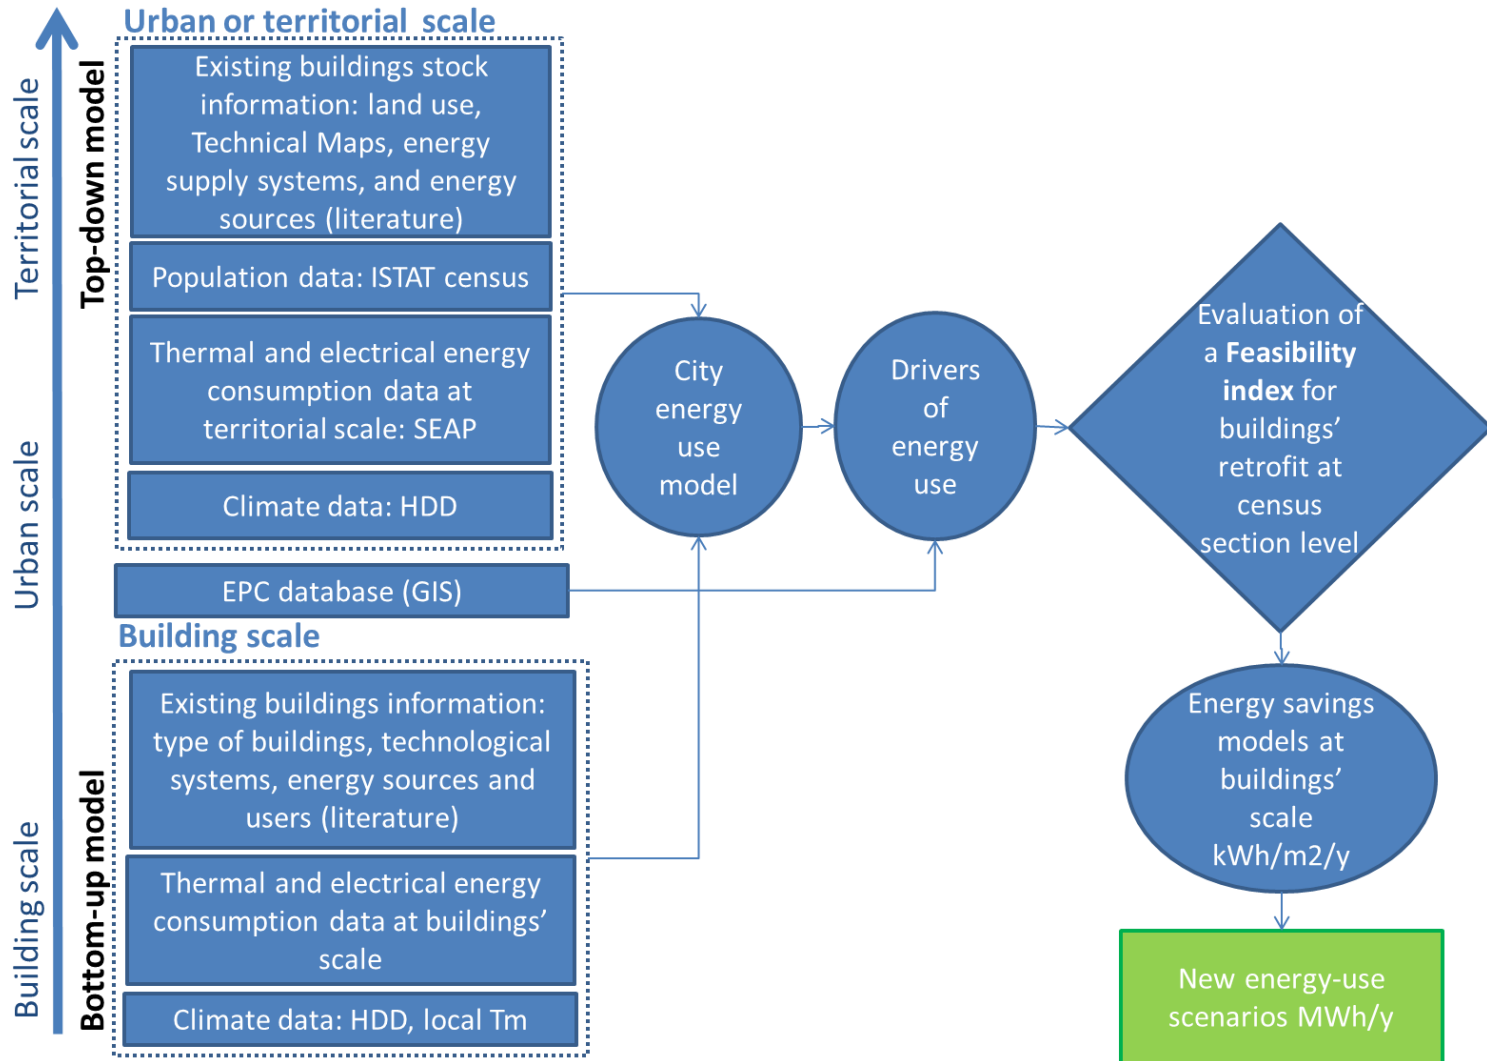 Urban or territorial scale
Territorial scale
Urban scale
Building scale
Top-down model
Existing buildings stock
information: land use,
Technical Maps, energy
supply systems, and energy
sources (literature)
Population data: ISTAT census
Thermal and electrical energy
consumption data at
territorial scale: SEAP
Climate data: HDD
EPC database (GIS)
Building scale
Bottom-up model
Existing buildings information:
type of buildings, technological
systems, energy sources and
users (literature)
Thermal and electrical energy
consumption data at buildings’
scale
Climate data: HDD, local Tm
City
energy
use
model
Drivers
of
energy
use
Evaluation of
a Feasibility
index for
buildings’
retrofit at
census
section level
Energy savings
models at
buildings’
scale
kWh/m2/y
New energy-use
scenarios MWh/y